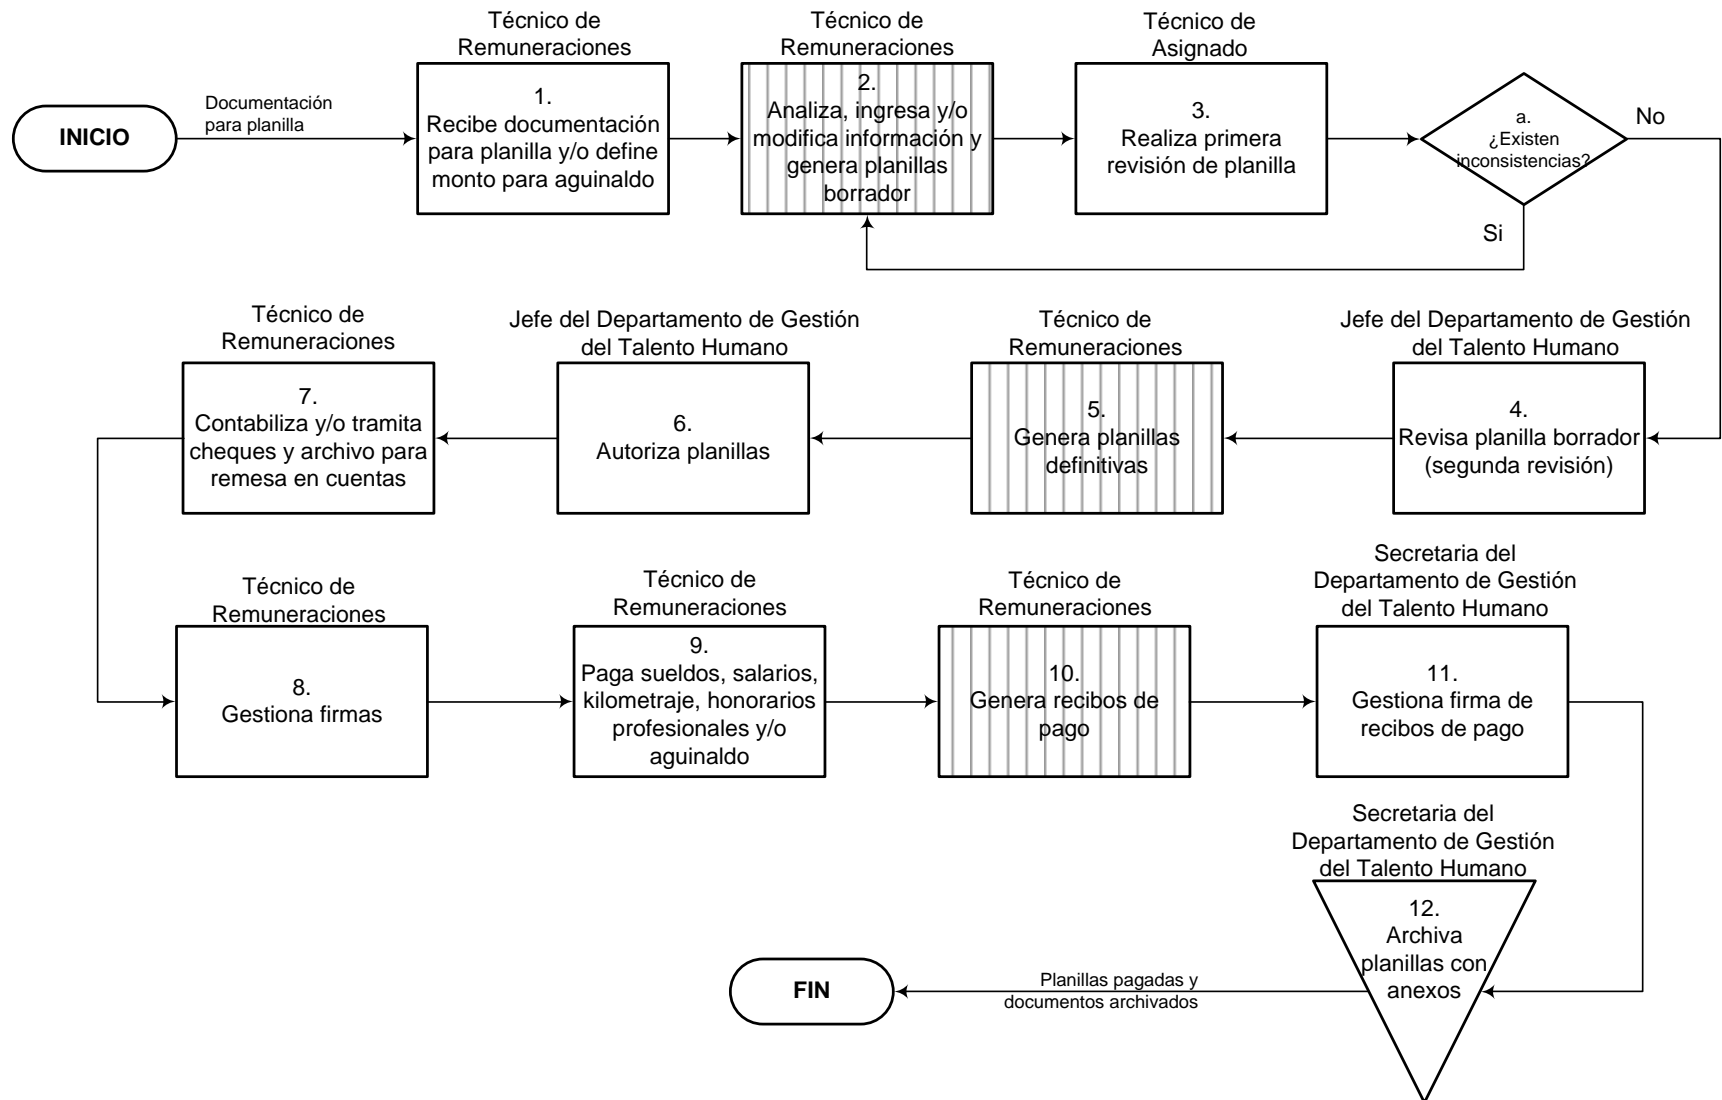 INICIO
Documentación
para planilla
Técnico de
Remuneraciones
1.
Recibe documentación
para planilla y/o define
monto para aguinaldo
Técnico de
Remuneraciones
2.
Analiza, ingresa y/o
modifica información y
genera planillas
borrador
Técnico de
Asignado
3.
Realiza primera
revisión de planilla
a.
¿Existen
inconsistencias?
No
Si
Jefe del Departamento de Gestión
del Talento Humano
4.
Revisa planilla borrador
(segunda revisión)
Técnico de
Remuneraciones
5.
Genera planillas
definitivas
Jefe del Departamento de Gestión
del Talento Humano
6.
Autoriza planillas
Técnico de
Remuneraciones
7.
Contabiliza y/o tramita
cheques y archivo para
remesa en cuentas
Técnico de
Remuneraciones
8.
Gestiona firmas
Técnico de
Remuneraciones
9.
Paga sueldos, salarios,
kilometraje, honorarios
profesionales y/o
aguinaldo
Técnico de
Remuneraciones
10.
Genera recibos de
pago
Secretaria del
Departamento de Gestión
del Talento Humano
11.
Gestiona firma de
recibos de pago
Secretaria del
Departamento de Gestión
del Talento Humano
12.
Archiva
planillas con
anexos
Planillas pagadas y
documentos archivados
FIN